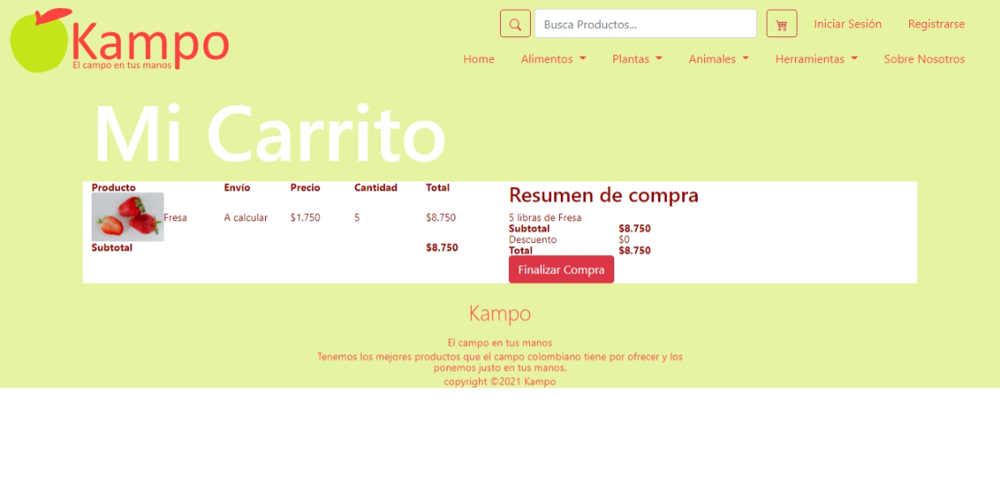 Kampo
El campo en tus manos
Busca Productos...
Iniciar Sesión
Registrarse
Home
Alimentos
Plantas
Animales
Herramientas
Sobre Nosotros
Mi Carrito
Producto Envío Precio Cantidad Total
Fresa A calcular $1.750 5 $8.750
Subtotal $8.750
Resumen de compra
5 libras de Fresa
Subtotal $8.750
Descuento $0
Total $8.750
Finalizar Compra
Kampo
El campo en tus manos
Tenemos los mejores productos que el campo colombiano tiene por ofrecer y los
ponemos justo en tus manos.
copyright ©2021 Kampo